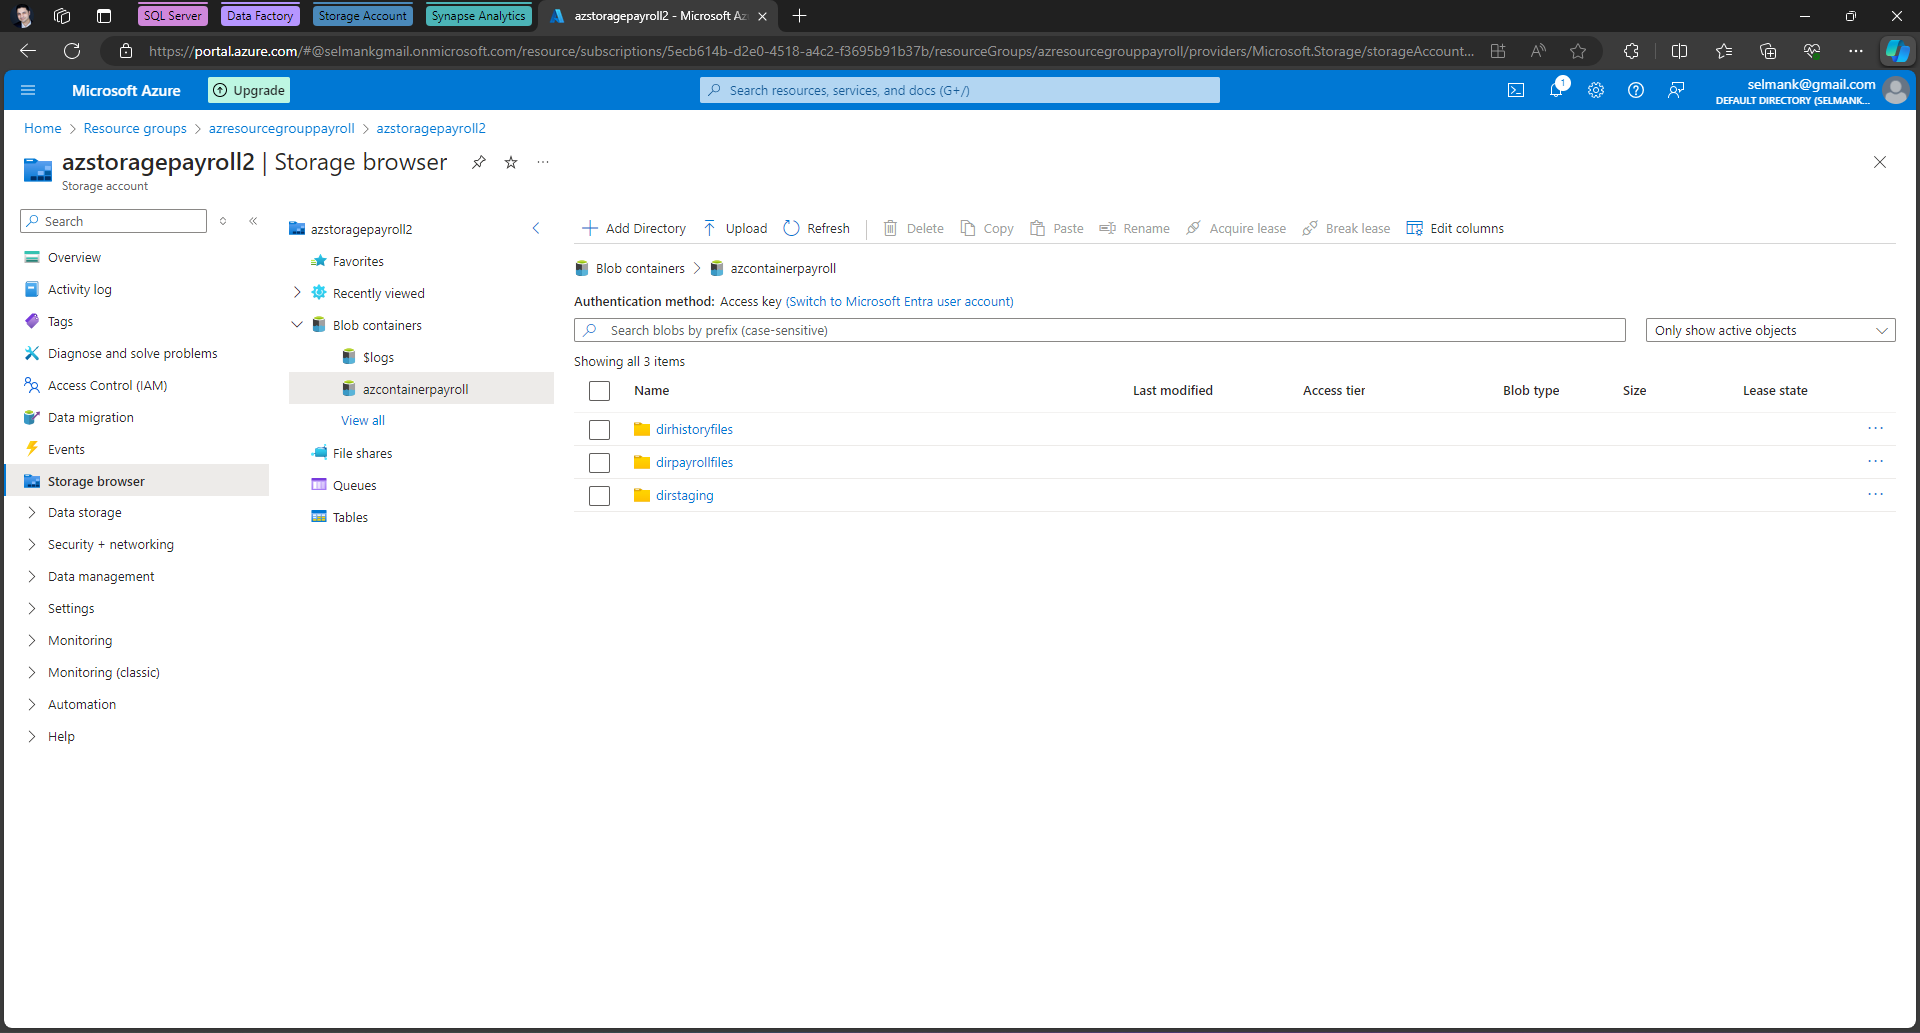 SQL Server
Data Factory
Storage Account
Synapse Analytics
azstoragepayroll2 - Microsoft Az
https://portal.azure.com/#@selmankgmail.onmicrosoft.com/resource/subscriptions/5ecb614b-d2e0-4518-a4c2-f3695b91b37b/resourceGroups/azresourcegrouppayroll/providers/Microsoft.Storage/storageAccount...
Microsoft Azure
Upgrade
Search resources, services, and docs (G+/)
1
selmank@gmail.com
DEFAULT DIRECTORY (SELMANK...
Home > Resource groups > azresourcegrouppayroll > azstoragepayroll2
azstoragepayroll2 | Storage browser
Storage account
Search
Overview
Activity log
Tags
Diagnose and solve problems
Access Control (IAM)
Data migration
Events
Storage browser
Data storage
Security + networking
Data management
Settings
Monitoring
Monitoring (classic)
Automation
Help
azstoragepayroll2
Favorites
Recently viewed
Blob containers
$logs
azcontainerpayroll
View all
File shares
Queues
Tables
Add Directory Upload Refresh Delete Copy Paste Rename Acquire lease Break lease Edit columns
Blob containers > azcontainerpayroll
Authentication method: Access key (Switch to Microsoft Entra user account)
Search blobs by prefix (case-sensitive)
Only show active objects
Showing all 3 items
Name Last modified Access tier Blob type Size Lease state
dirhistoryfiles
dirpayrollfiles
dirstaging